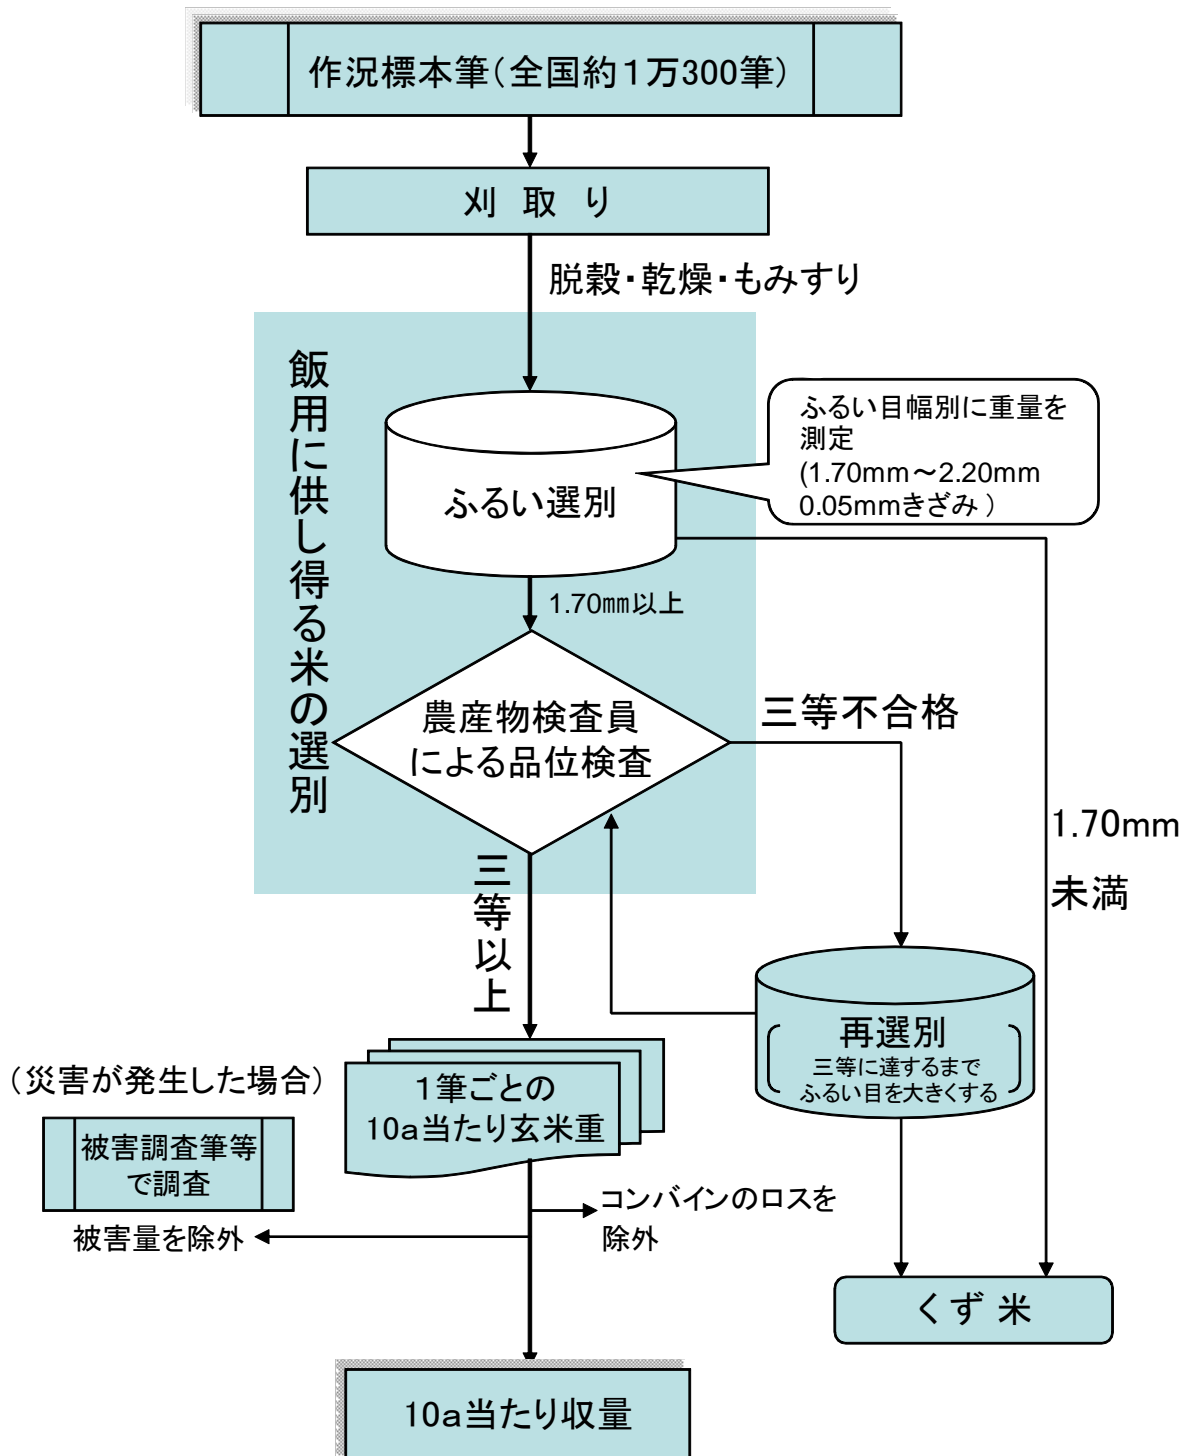 作況標本筆（全国約１万300筆）
刈 取 り
脱穀・乾燥・もみすり
飯用に供し得る米の選別
ふるい選別
ふるい目幅別に重量を
測定
(1.70mm～2.20mm
0.05mmきざみ )
1.70㎜以上
農産物検査員
による品位検査
三等不合格
1.70mm
未満
三等以上
再選別
三等に達するまで
ふるい目を大きくする
（災害が発生した場合）
被害調査筆等
で調査
１筆ごとの
10a当たり玄米重
コンバインのロスを
除外
被害量を除外
くず 米
10a当たり収量